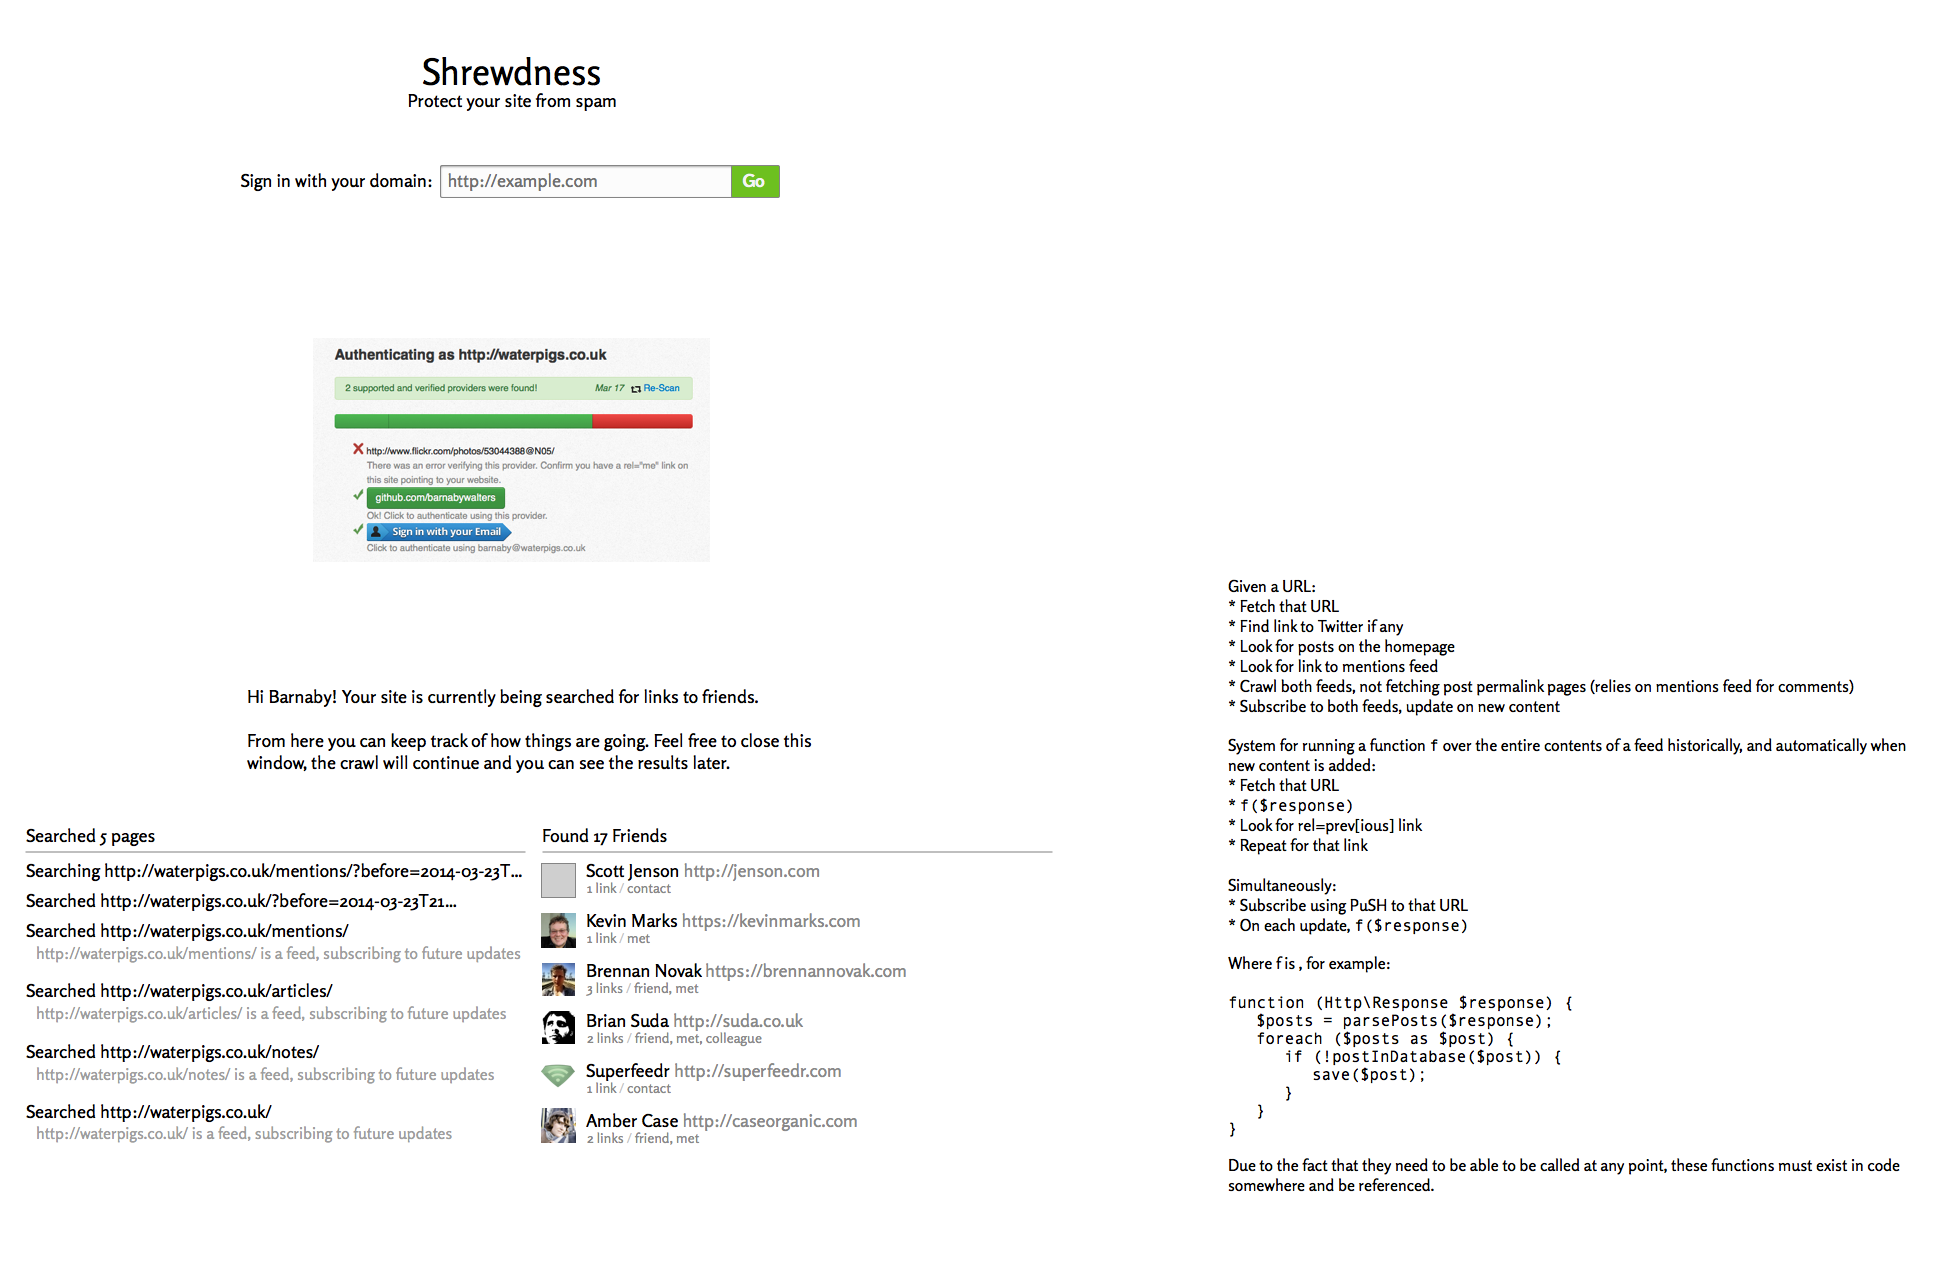 Shrewdness
Protect your site from spam
Sign in with your domain: http://example.com Go
Authenticating as http://waterpigs.co.uk
2 supported and verified providers were found! Mar 17 Re-Scan
http://www.flickr.com/photos/53044388@N05/
There was an error verifying this provider. Confirm you have a rel="me" link on
this site pointing to your website.
github.com/barnabywalters
Ok! Click to authenticate using this provider.
Sign in with your Email
Click to authenticate using barnaby@waterpigs.co.uk
Hi Barnaby! Your site is currently being searched for links to friends.
From here you can keep track of how things are going. Feel free to close this
window, the crawl will continue and you can see the results later.
Searched 5 pages
Searching http://waterpigs.co.uk/mentions/?before=2014-03-23T...
Searched http://waterpigs.co.uk/?before=2014-03-23T21...
Searched http://waterpigs.co.uk/mentions/
http://waterpigs.co.uk/mentions/ is a feed, subscribing to future updates
Searched http://waterpigs.co.uk/articles/
http://waterpigs.co.uk/articles/ is a feed, subscribing to future updates
Searched http://waterpigs.co.uk/notes/
http://waterpigs.co.uk/notes/ is a feed, subscribing to future updates
Searched http://waterpigs.co.uk/
http://waterpigs.co.uk/ is a feed, subscribing to future updates
Found 17 Friends
Scott Jenson http://jenson.com
1 link / contact
Kevin Marks https://kevinmarks.com
1 link / met
Brennan Novak https://brennannovak.com
3 links / friend, met
Brian Suda http://suda.co.uk
2 links / friend, met, colleague
Superfeedr http://superfeedr.com
1 link / contact
Amber Case http://caseorganic.com
2 links / friend, met
Given a URL:
* Fetch that URL
* Find link to Twitter if any
* Look for posts on the homepage
* Look for link to mentions feed
* Crawl both feeds, not fetching post permalink pages (relies on mentions feed for comments)
* Subscribe to both feeds, update on new content
System for running a function f over the entire contents of a feed historically, and automatically when
new content is added:
* Fetch that URL
* f($response)
* Look for rel=prev[ious] link
* Repeat for that link
Simultaneously:
* Subscribe using PuSH to that URL
* On each update, f($response)
Where f is , for example:
function (Http\Response $response) {
$posts = parsePosts($response);
foreach ($posts as $post) {
if (!postInDatabase($post)) {
save($post);
}
}
}
Due to the fact that they need to be able to be called at any point, these functions must exist in code
somewhere and be referenced.